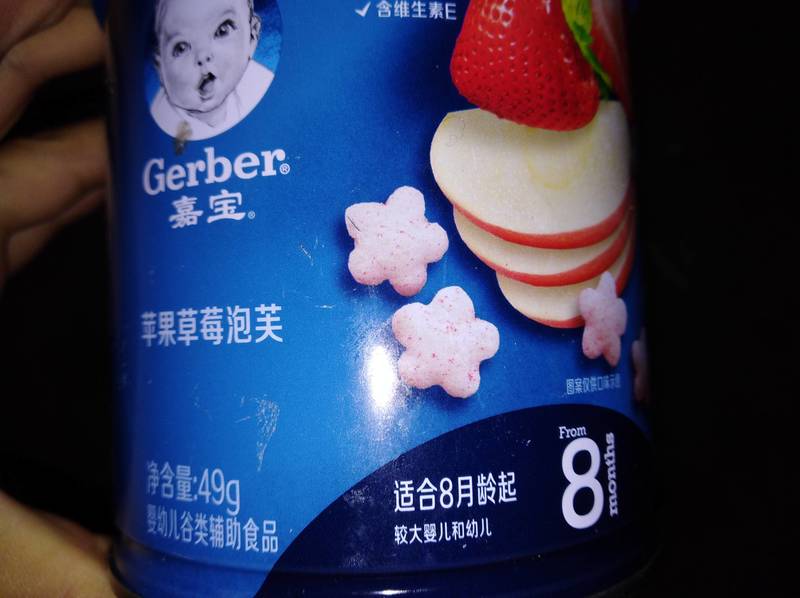 ✓ 含维生素E
Gerber®
嘉宝®
苹果草莓泡芙
图案仅供口味示意
净含量:49g
婴幼儿谷类辅助食品
适合8月龄起
较大婴儿和幼儿
From
8
months